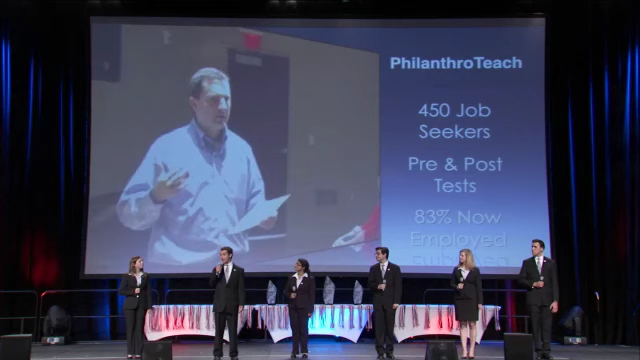 PhilanthroTeach
450 Job
Seekers
Pre & Post
Tests
83% Now
Employed